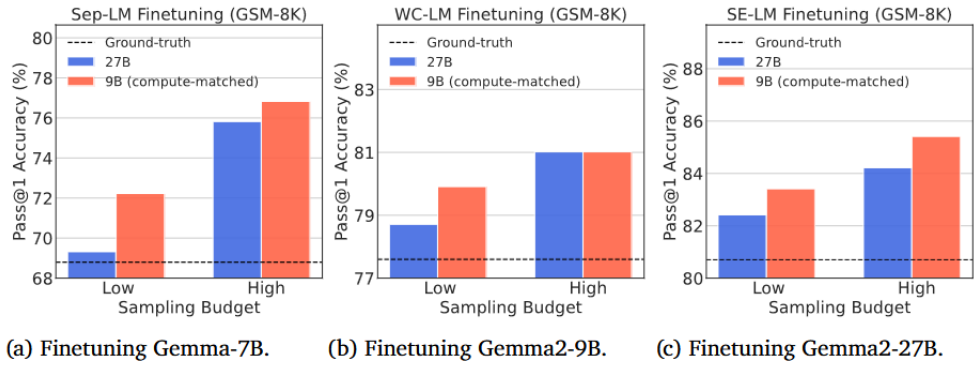 Sep-LM Finetuning (GSM-8K)
Pass@1 Accuracy (%)
80
78
76
74
72
70
68
Ground-truth
27B
9B (compute-matched)
Low
High
Sampling Budget
(a) Finetuning Gemma-7B.
WC-LM Finetuning (GSM-8K)
Pass@1 Accuracy (%)
83
81
79
77
Ground-truth
27B
9B (compute-matched)
Low
High
Sampling Budget
(b) Finetuning Gemma2-9B.
SE-LM Finetuning (GSM-8K)
Pass@1 Accuracy (%)
88
86
84
82
80
Ground-truth
27B
9B (compute-matched)
Low
High
Sampling Budget
(c) Finetuning Gemma2-27B.